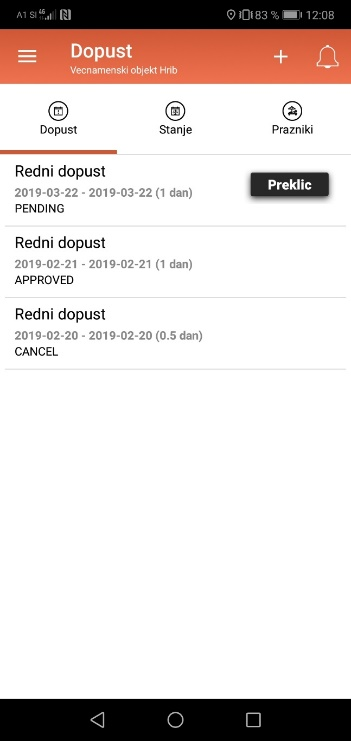 A1 SI 4G 83 % 12:08
Dopust
Vecnamenski objekt Hrib
Dopust
Stanje
Prazniki
Redni dopust
2019-03-22 - 2019-03-22 (1 dan)
PENDING
Preklic
Redni dopust
2019-02-21 - 2019-02-21 (1 dan)
APPROVED
Redni dopust
2019-02-20 - 2019-02-20 (0.5 dan)
CANCEL